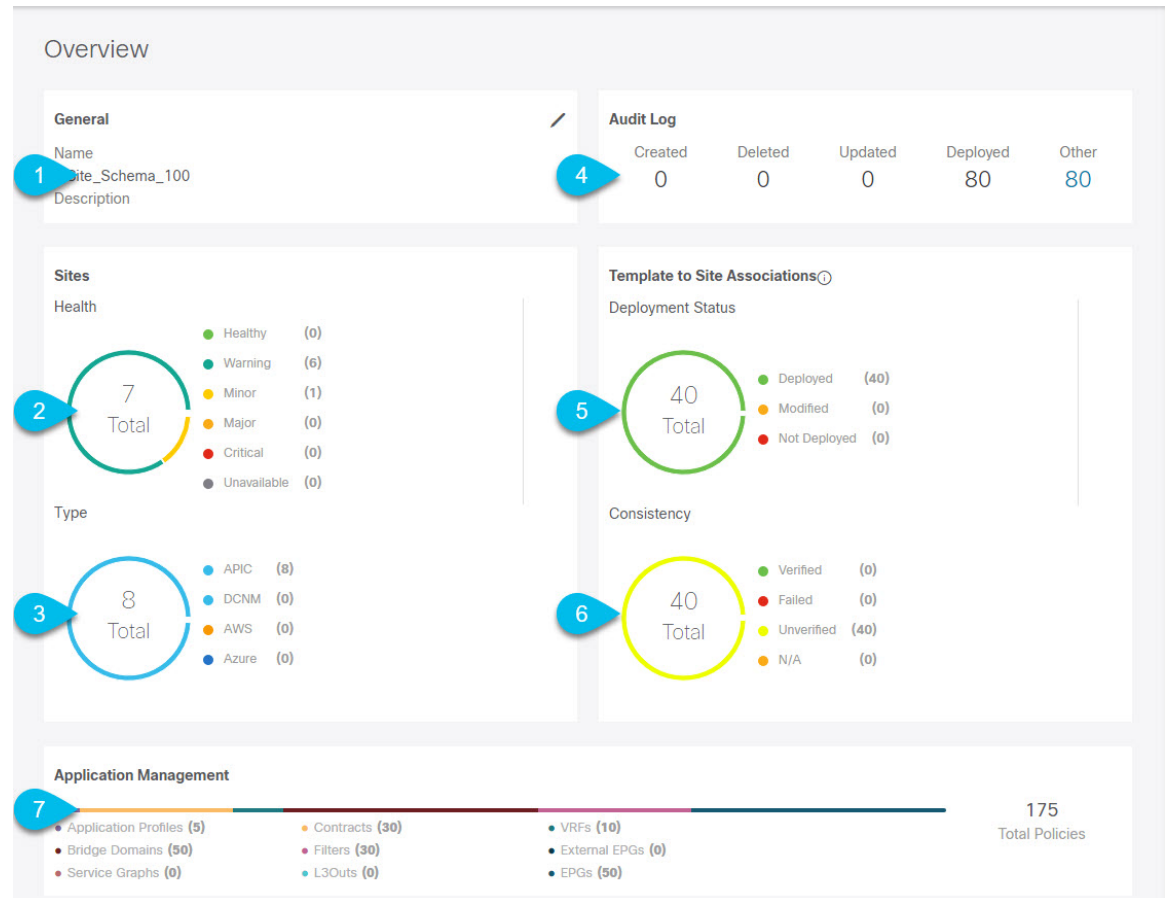 Overview
General
Name
1
Site_Schema_100
Description
Audit Log
Created Deleted Updated Deployed Other
4
0 0 0 80 80
Sites
Health
2
7
Total
Healthy (0)
Warning (6)
Minor (1)
Major (0)
Critical (0)
Unavailable (0)
Type
3
8
Total
APIC (8)
DCNM (0)
AWS (0)
Azure (0)
Template to Site Associations
Deployment Status
5
40
Total
Deployed (40)
Modified (0)
Not Deployed (0)
Consistency
6
40
Total
Verified (0)
Failed (0)
Unverified (40)
N/A (0)
Application Management
7
Application Profiles (5) Contracts (30) VRFs (10)
Bridge Domains (50) Filters (30) External EPGs (0)
Service Graphs (0) L3Outs (0) EPGs (50)
175
Total Policies